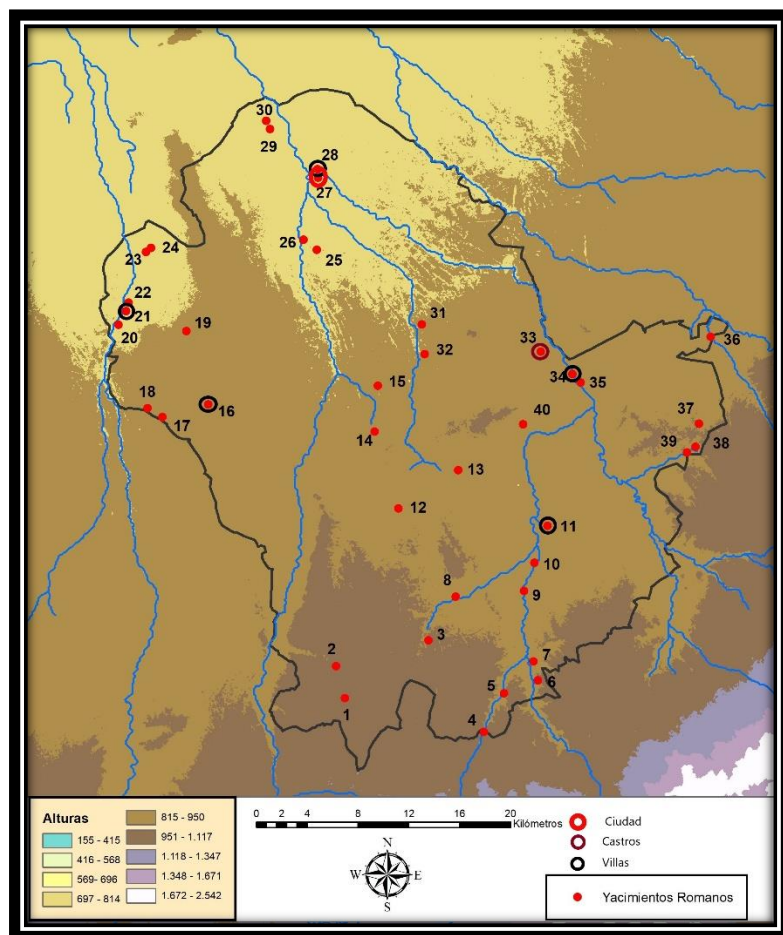 30
29
28
27
26
25
24
23
22
21
20
19
31
32
33
34
35
36
18
17
16
15
14
40
37
38
39
13
12
11
10
9
8
3
2
1
7
6
5
4
Alturas
155 - 415
416 - 568
569- 696
697 - 814
815 - 950
951 - 1.117
1.118 - 1.347
1.348 - 1.671
1.672 - 2.542
0 2 4 8 12 16 20
Kilómetros
N
W E
S
Ciudad
Castros
Villas
Yacimientos Romanos